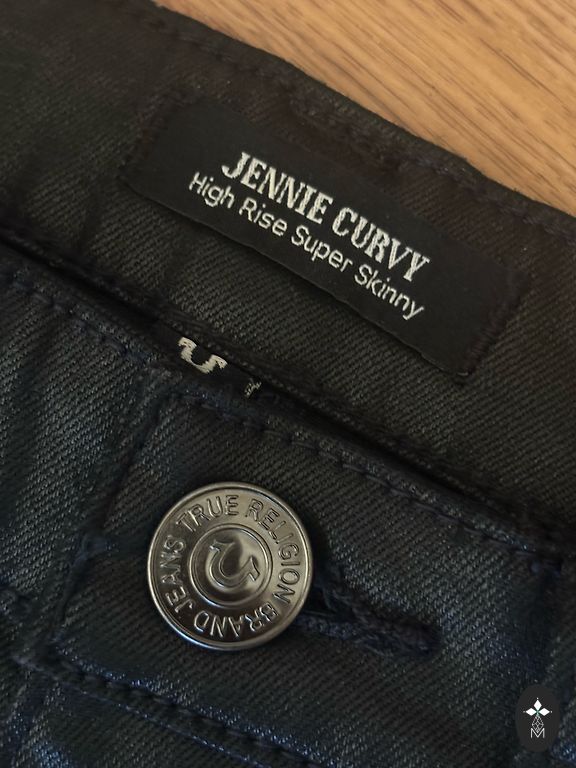 JENNIE CURVY
High Rise Super Skinny
TRUE RELIGION BRAND JEANS
M